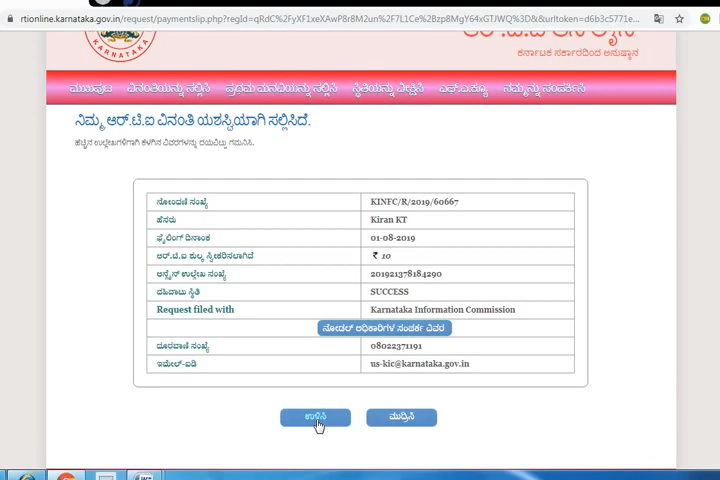 rtionline.karnataka.gov.in/request/paymentslip.php?regId=qRdC%2FyXF1xeXAwP8r8M2un%2F7L1Ce%2Bzp8MgY64xGTJWQ%3D&&urltoken=d6b3c5771e...
KARNATAKA
ಕರ್ನಾಟಕ ಸರ್ಕಾರದಿಂದ ಅನುಷ್ಠಾನ
ಮುಖಪುಟ ವಿನಂತಿಯನ್ನು ಸಲ್ಲಿಸಿ ಪ್ರಥಮ ಮನವಿಯನ್ನು ಸಲ್ಲಿಸಿ ಸ್ಥಿತಿಯನ್ನು ವೀಕ್ಷಿಸಿ ಎಫ್.ಎ.ಕ್ಯೂ ನಮ್ಮನ್ನು ಸಂಪರ್ಕಿಸಿ
ನಿಮ್ಮ ಆರ್.ಟಿ.ಐ ವಿನಂತಿ ಯಶಸ್ವಿಯಾಗಿ ಸಲ್ಲಿಸಿದೆ.
ಹೆಚ್ಚಿನ ಉಲ್ಲೇಖಗಳಿಗಾಗಿ ಕೆಳಗಿನ ವಿವರಗಳನ್ನು ದಯವಿಟ್ಟು ಗಮನಿಸಿ.
ನೋಂದಣಿ ಸಂಖ್ಯೆ KINFC/R/2019/60667
ಹೆಸರು Kiran KT
ಫೈಲಿಂಗ್ ದಿನಾಂಕ 01-08-2019
ಆರ್.ಟಿ.ಐ ಶುಲ್ಕ ಸ್ವೀಕರಿಸಲಾಗಿದೆ ₹ 10
ಆನ್ಲೈನ್ ಉಲ್ಲೇಖ ಸಂಖ್ಯೆ 201921378184290
ವಹಿವಾಟು ಸ್ಥಿತಿ SUCCESS
Request filed with Karnataka Information Commission
ನೋಡಲ್ ಅಧಿಕಾರಿಗಳ ಸಂಪರ್ಕ ವಿವರ
ದೂರವಾಣಿ ಸಂಖ್ಯೆ 08022371191
ಇಮೇಲ್-ಐಡಿ us-kic@karnataka.gov.in
ಉಳಿಸಿ ಮುದ್ರಿಸಿ